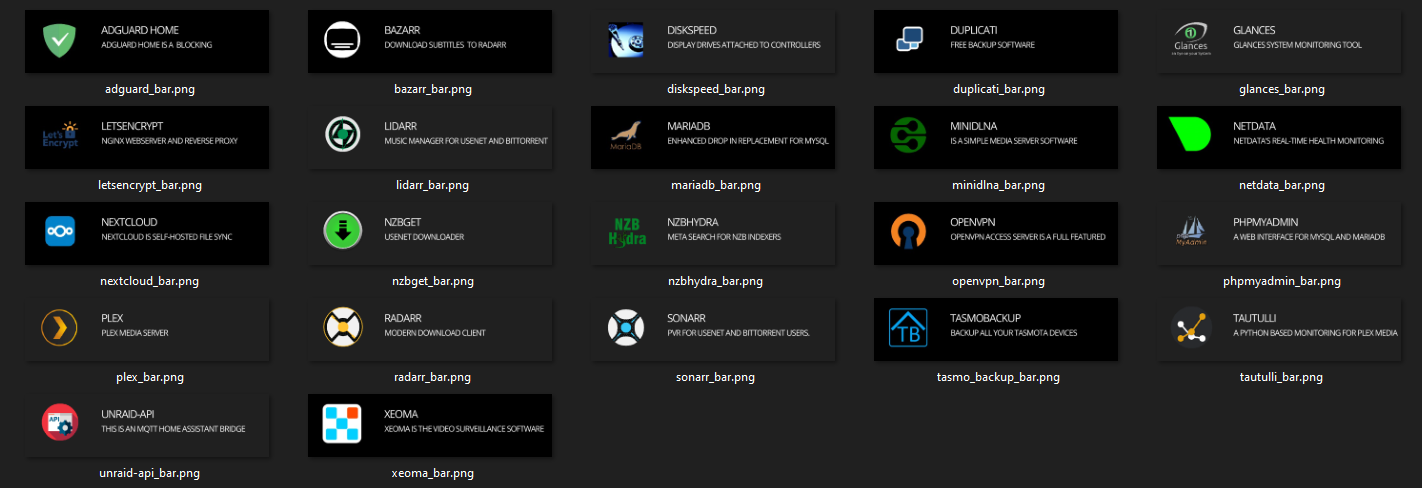 ADGUARD HOME
ADGUARD HOME IS A BLOCKING
adguard_bar.png
BAZARR
DOWNLOAD SUBTITLES TO RADARR
bazarr_bar.png
DISKSPEED
DISPLAY DRIVES ATTACHED TO CONTROLLERS
diskspeed_bar.png
DUPLICATI
FREE BACKUP SOFTWARE
duplicati_bar.png
Glances
GLANCES
GLANCES SYSTEM MONITORING TOOL
glances_bar.png
Let's
Encrypt
LETSENCRYPT
NGINX WEBSERVER AND REVERSE PROXY
letsencrypt_bar.png
LIDARR
MUSIC MANAGER FOR USENET AND BITTORRENT
lidarr_bar.png
MariaDB
MARIADB
ENHANCED DROP IN REPLACEMENT FOR MYSQL
mariadb_bar.png
MINIDLNA
IS A SIMPLE MEDIA SERVER SOFTWARE
minidlna_bar.png
NETDATA
NETDATA'S REAL-TIME HEALTH MONITORING
netdata_bar.png
NEXTCLOUD
NEXTCLOUD IS SELF-HOSTED FILE SYNC
nextcloud_bar.png
NZBGET
USENET DOWNLOADER
nzbget_bar.png
NZB
Hydra
NZBHYDRA
META SEARCH FOR NZB INDEXERS
nzbhydra_bar.png
OPENVPN
OPENVPN ACCESS SERVER IS A FULL FEATURED
openvpn_bar.png
MyAdmin
PHPMYADMIN
A WEB INTERFACE FOR MYSQL AND MARIADB
phpmyadmin_bar.png
PLEX
PLEX MEDIA SERVER
plex_bar.png
RADARR
MODERN DOWNLOAD CLIENT
radarr_bar.png
SONARR
PVR FOR USENET AND BITTORRENT USERS.
sonarr_bar.png
TB
TASMOBACKUP
BACKUP ALL YOUR TASMOTA DEVICES
tasmo_backup_bar.png
TAUTULLI
A PYTHON BASED MONITORING FOR PLEX MEDIA
tautulli_bar.png
API
UNRAID-API
THIS IS AN MQTT HOME ASSISTANT BRIDGE
unraid-api_bar.png
XEOMA
XEOMA IS THE VIDEO SURVEILLANCE SOFTWARE
xeoma_bar.png